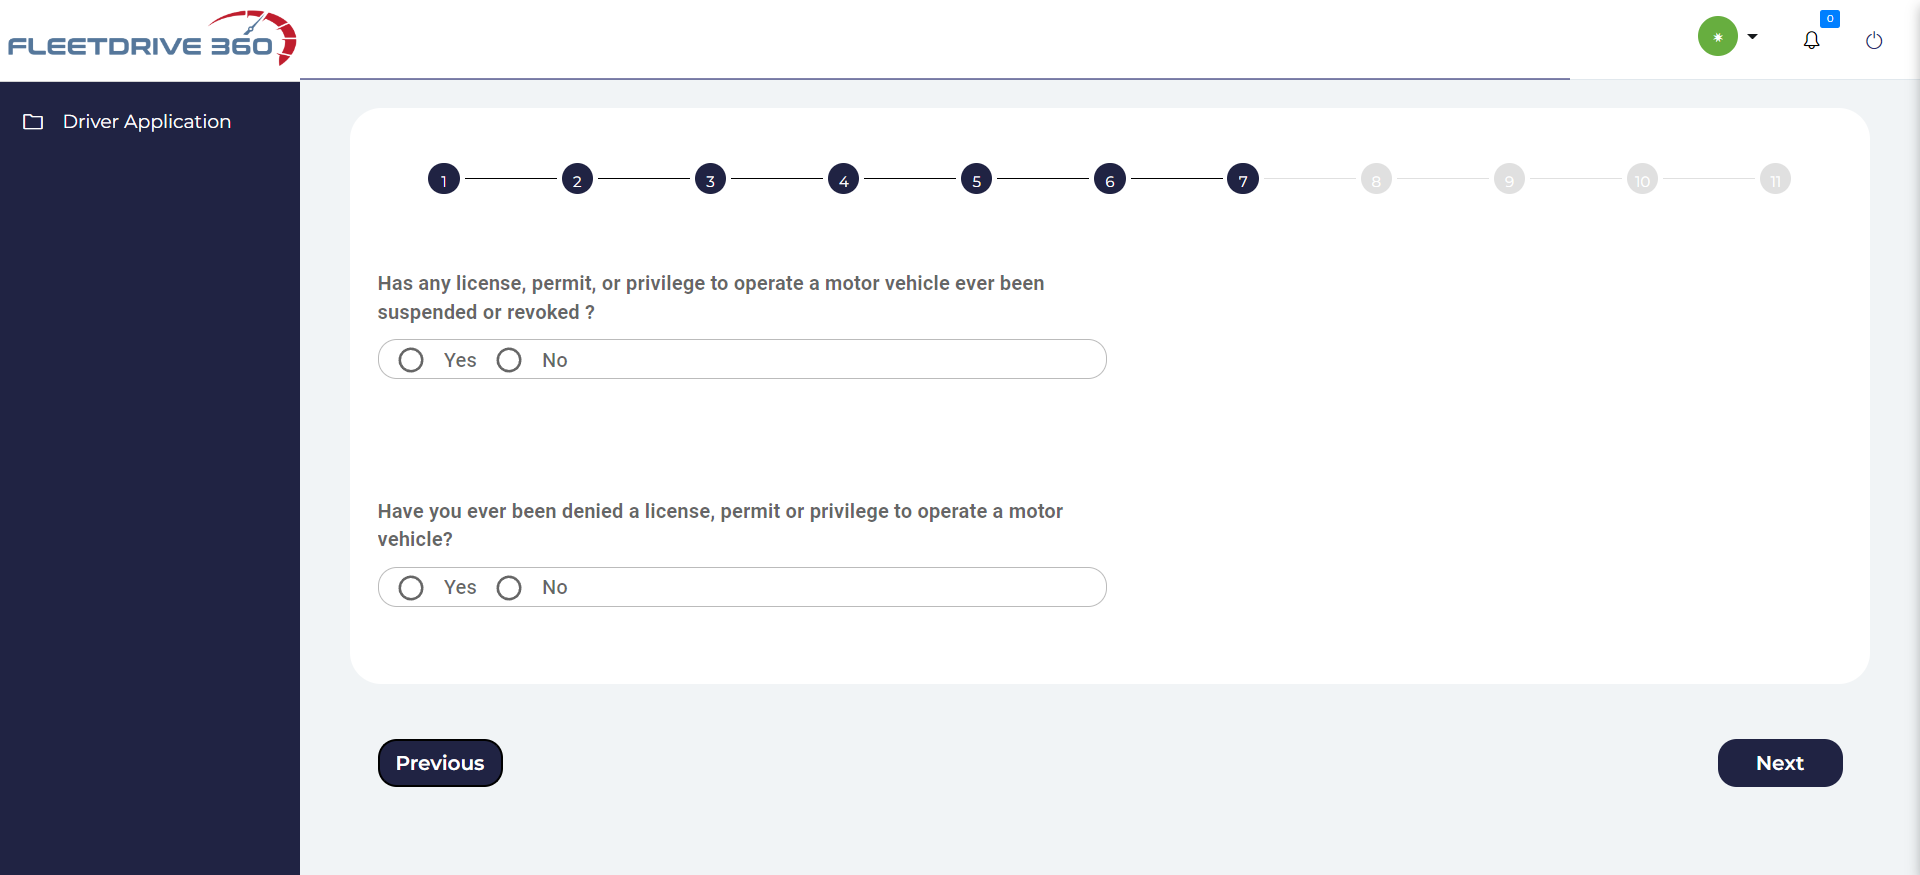 FLEETDRIVE 360
0
Driver Application
1 2 3 4 5 6 7 8 9 10 11
Has any license, permit, or privilege to operate a motor vehicle ever been
suspended or revoked ?
Yes No
Have you ever been denied a license, permit or privilege to operate a motor
vehicle?
Yes No
Previous Next